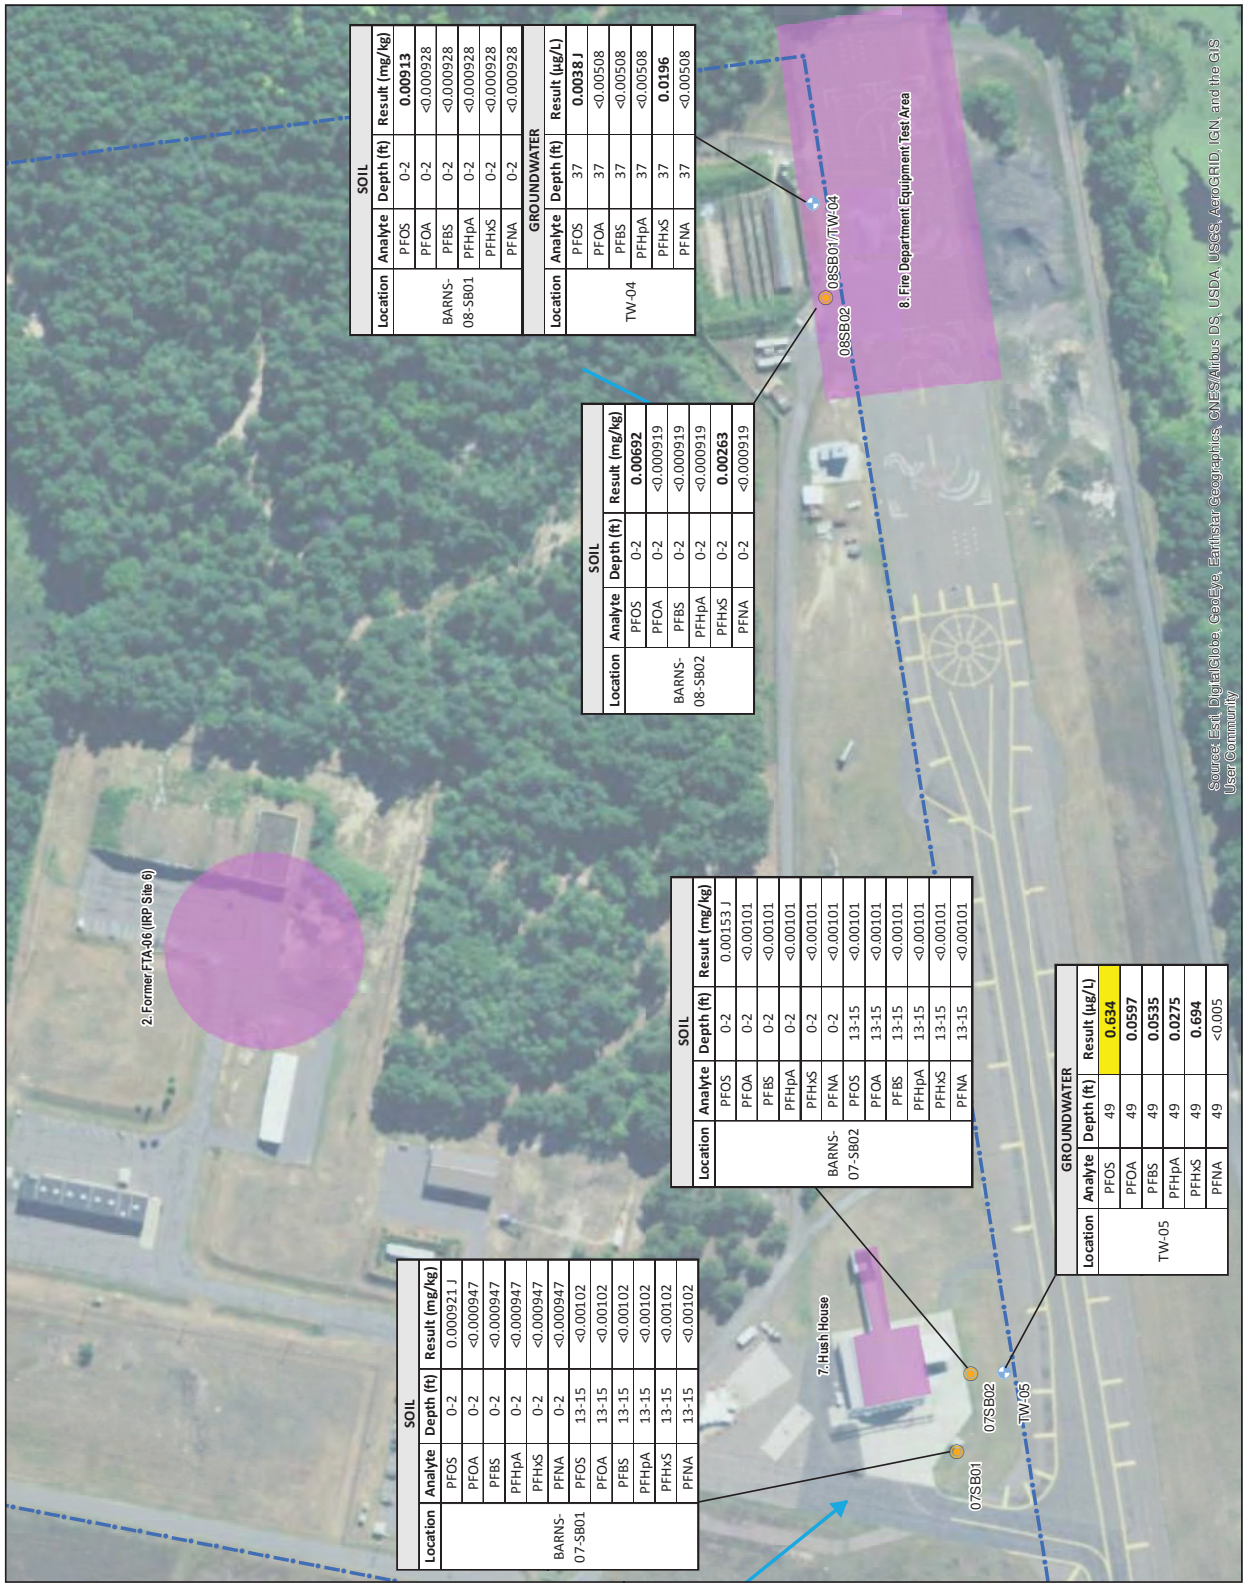 SOIL
Location Analyte Depth (ft) Result (mg/kg)
BARNS-
08-SB01
PFOS 0-2 0.00913
PFOA 0-2 <0.000928
PFBS 0-2 <0.000928
PFHpA 0-2 <0.000928
PFHxS 0-2 <0.000928
PFNA 0-2 <0.000928
GROUNDWATER
Location Analyte Depth (ft) Result (µg/L)
TW-04
PFOS 37 0.0038 J
PFOA 37 <0.00508
PFBS 37 <0.00508
PFHpA 37 <0.00508
PFHxS 37 0.0196
PFNA 37 <0.00508
SOIL
Location Analyte Depth (ft) Result (mg/kg)
BARNS-
08-SB02
PFOS 0-2 0.00692
PFOA 0-2 <0.000919
PFBS 0-2 <0.000919
PFHpA 0-2 <0.000919
PFHxS 0-2 0.00263
PFNA 0-2 <0.000919
08SB01/TW-04
08SB02
8. Fire Department Equipment Test Area
2. Former FTA-06 (IRP Site 6)
SOIL
Location Analyte Depth (ft) Result (mg/kg)
BARNS-
07-SB02
PFOS 0-2 0.00153 J
PFOA 0-2 <0.00101
PFBS 0-2 <0.00101
PFHpA 0-2 <0.00101
PFHxS 0-2 <0.00101
PFNA 0-2 <0.00101
PFOS 13-15 <0.00101
PFOA 13-15 <0.00101
PFBS 13-15 <0.00101
PFHpA 13-15 <0.00101
PFHxS 13-15 <0.00101
PFNA 13-15 <0.00101
SOIL
Location Analyte Depth (ft) Result (mg/kg)
BARNS-
07-SB01
PFOS 0-2 0.000921 J
PFOA 0-2 <0.000947
PFBS 0-2 <0.000947
PFHpA 0-2 <0.000947
PFHxS 0-2 <0.000947
PFNA 0-2 <0.000947
PFOS 13-15 <0.00102
PFOA 13-15 <0.00102
PFBS 13-15 <0.00102
PFHpA 13-15 <0.00102
PFHxS 13-15 <0.00102
PFNA 13-15 <0.00102
7. Hush House
07SB01
07SB02
TW-05
GROUNDWATER
Location Analyte Depth (ft) Result (µg/L)
TW-05
PFOS 49 0.634
PFOA 49 0.0597
PFBS 49 0.0535
PFHpA 49 0.0275
PFHxS 49 0.694
PFNA 49 <0.005
Source: Esri, DigitalGlobe, GeoEye, Earthstar Geographics, CNES/Airbus DS, USDA, USGS, AeroGRID, IGN, and the GIS
User Community